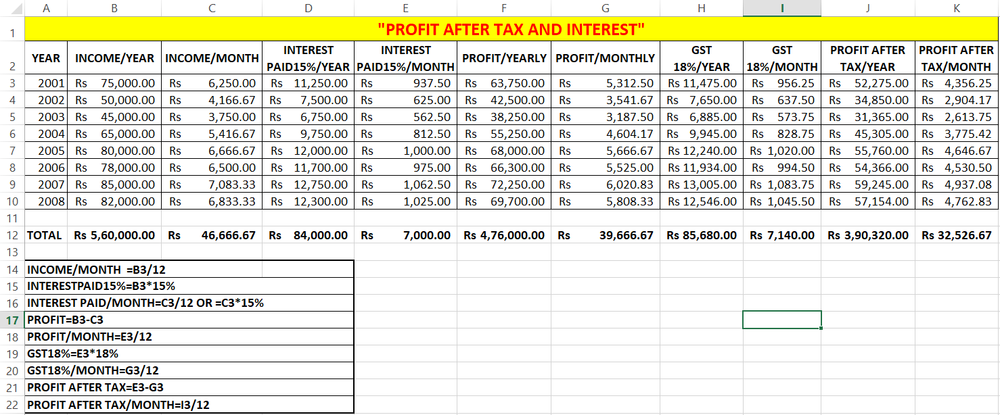 A B C D E F G H I J K
1 "PROFIT AFTER TAX AND INTEREST"
2 YEAR INCOME/YEAR INCOME/MONTH INTEREST PAID15%/YEAR INTEREST PAID15%/MONTH PROFIT/YEARLY PROFIT/MONTHLY GST 18%/YEAR GST 18%/MONTH PROFIT AFTER TAX/YEAR PROFIT AFTER TAX/MONTH
3 2001 Rs 75,000.00 Rs 6,250.00 Rs 11,250.00 Rs 937.50 Rs 63,750.00 Rs 5,312.50 Rs 11,475.00 Rs 956.25 Rs 52,275.00 Rs 4,356.25
4 2002 Rs 50,000.00 Rs 4,166.67 Rs 7,500.00 Rs 625.00 Rs 42,500.00 Rs 3,541.67 Rs 7,650.00 Rs 637.50 Rs 34,850.00 Rs 2,904.17
5 2003 Rs 45,000.00 Rs 3,750.00 Rs 6,750.00 Rs 562.50 Rs 38,250.00 Rs 3,187.50 Rs 6,885.00 Rs 573.75 Rs 31,365.00 Rs 2,613.75
6 2004 Rs 65,000.00 Rs 5,416.67 Rs 9,750.00 Rs 812.50 Rs 55,250.00 Rs 4,604.17 Rs 9,945.00 Rs 828.75 Rs 45,305.00 Rs 3,775.42
7 2005 Rs 80,000.00 Rs 6,666.67 Rs 12,000.00 Rs 1,000.00 Rs 68,000.00 Rs 5,666.67 Rs 12,240.00 Rs 1,020.00 Rs 55,760.00 Rs 4,646.67
8 2006 Rs 78,000.00 Rs 6,500.00 Rs 11,700.00 Rs 975.00 Rs 66,300.00 Rs 5,525.00 Rs 11,934.00 Rs 994.50 Rs 54,366.00 Rs 4,530.50
9 2007 Rs 85,000.00 Rs 7,083.33 Rs 12,750.00 Rs 1,062.50 Rs 72,250.00 Rs 6,020.83 Rs 13,005.00 Rs 1,083.75 Rs 59,245.00 Rs 4,937.08
10 2008 Rs 82,000.00 Rs 6,833.33 Rs 12,300.00 Rs 1,025.00 Rs 69,700.00 Rs 5,808.33 Rs 12,546.00 Rs 1,045.50 Rs 57,154.00 Rs 4,762.83
11
12 TOTAL Rs 5,60,000.00 Rs 46,666.67 Rs 84,000.00 Rs 7,000.00 Rs 4,76,000.00 Rs 39,666.67 Rs 85,680.00 Rs 7,140.00 Rs 3,90,320.00 Rs 32,526.67
13
14 INCOME/MONTH =B3/12
15 INTERESTPAID15%=B3*15%
16 INTEREST PAID/MONTH=C3/12 OR =C3*15%
17 PROFIT=B3-C3
18 PROFIT/MONTH=E3/12
19 GST18%=E3*18%
20 GST18%/MONTH=G3/12
21 PROFIT AFTER TAX=E3-G3
22 PROFIT AFTER TAX/MONTH=I3/12